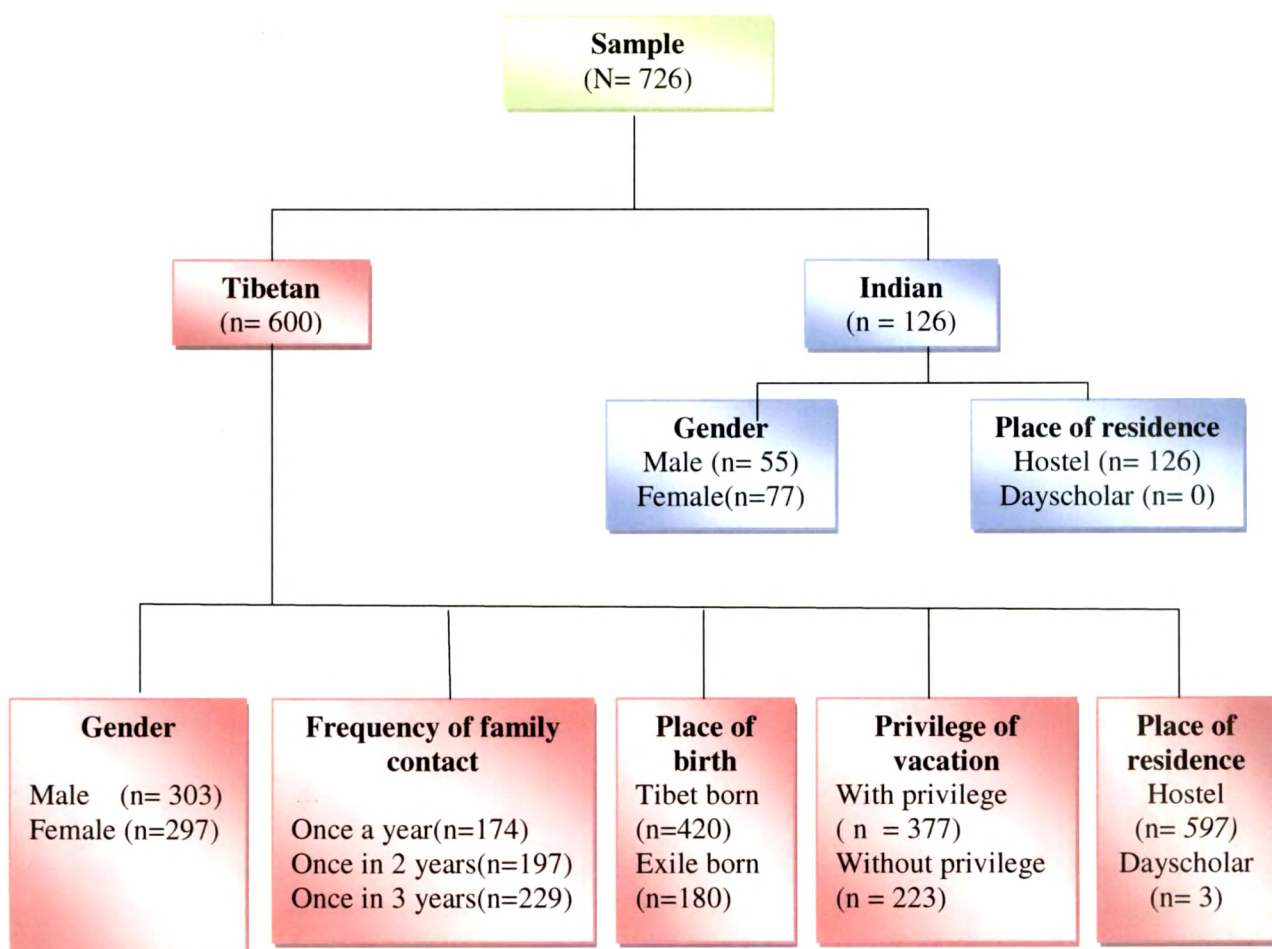 Sample
(N= 726)
Tibetan
(n= 600)
Indian
(n = 126)
Gender
Male (n= 55)
Female(n=77)
Place of residence
Hostel (n= 126)
Dayscholar (n= 0)
Gender
Male (n= 303)
Female (n=297)
Frequency of family
contact
Once a year(n=174)
Once in 2 years(n=197)
Once in 3 years(n=229)
Place of
birth
Tibet born
(n=420)
Exile born
(n=180)
Privilege of
vacation
With privilege
( n = 377)
Without privilege
(n = 223)
Place of
residence
Hostel
(n= 597)
Dayscholar
(n= 3)